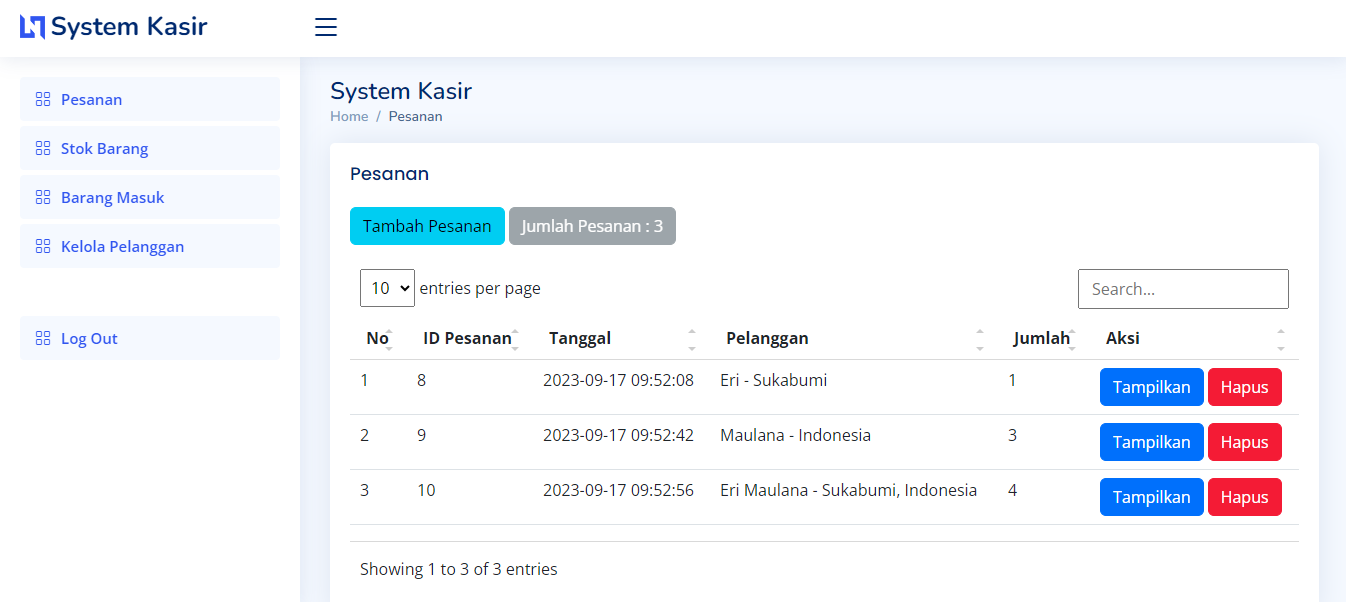 System Kasir
Pesanan
Stok Barang
Barang Masuk
Kelola Pelanggan
Log Out
System Kasir
Home / Pesanan
Pesanan
Tambah Pesanan Jumlah Pesanan : 3
10 entries per page Search...
No ID Pesanan Tanggal Pelanggan Jumlah Aksi
1 8 2023-09-17 09:52:08 Eri - Sukabumi 1 Tampilkan Hapus
2 9 2023-09-17 09:52:42 Maulana - Indonesia 3 Tampilkan Hapus
3 10 2023-09-17 09:52:56 Eri Maulana - Sukabumi, Indonesia 4 Tampilkan Hapus
Showing 1 to 3 of 3 entries